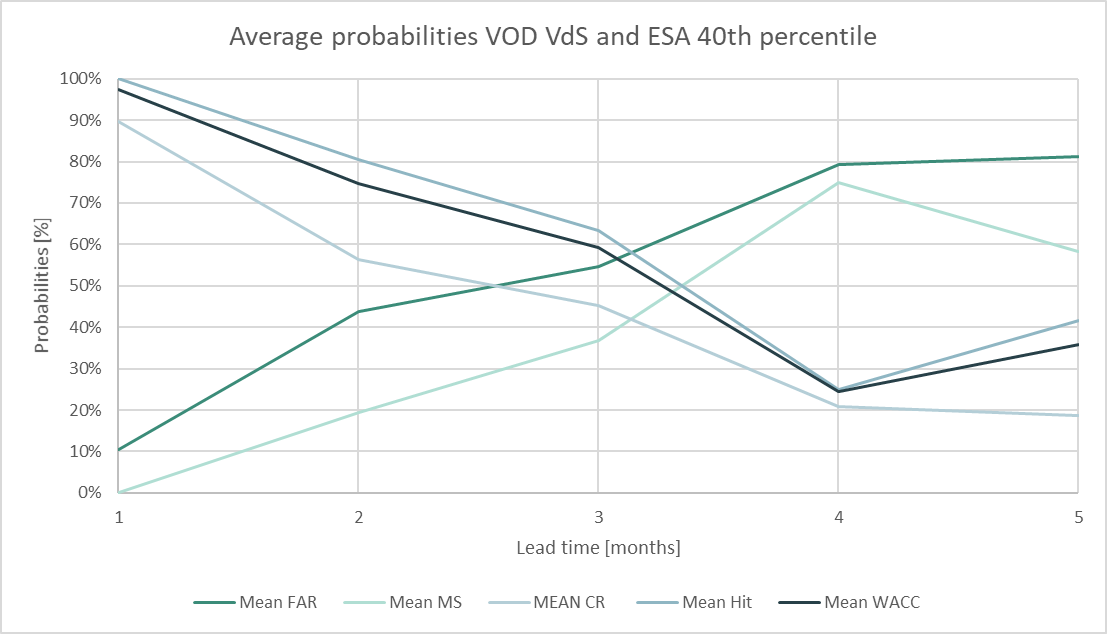 Average probabilities VOD VdS and ESA 40th percentile
100%
90%
80%
70%
60%
50%
40%
30%
20%
10%
0%
Probabilities [%]
1 2 3 4 5
Lead time [months]
Mean FAR Mean MS MEAN CR Mean Hit Mean WACC